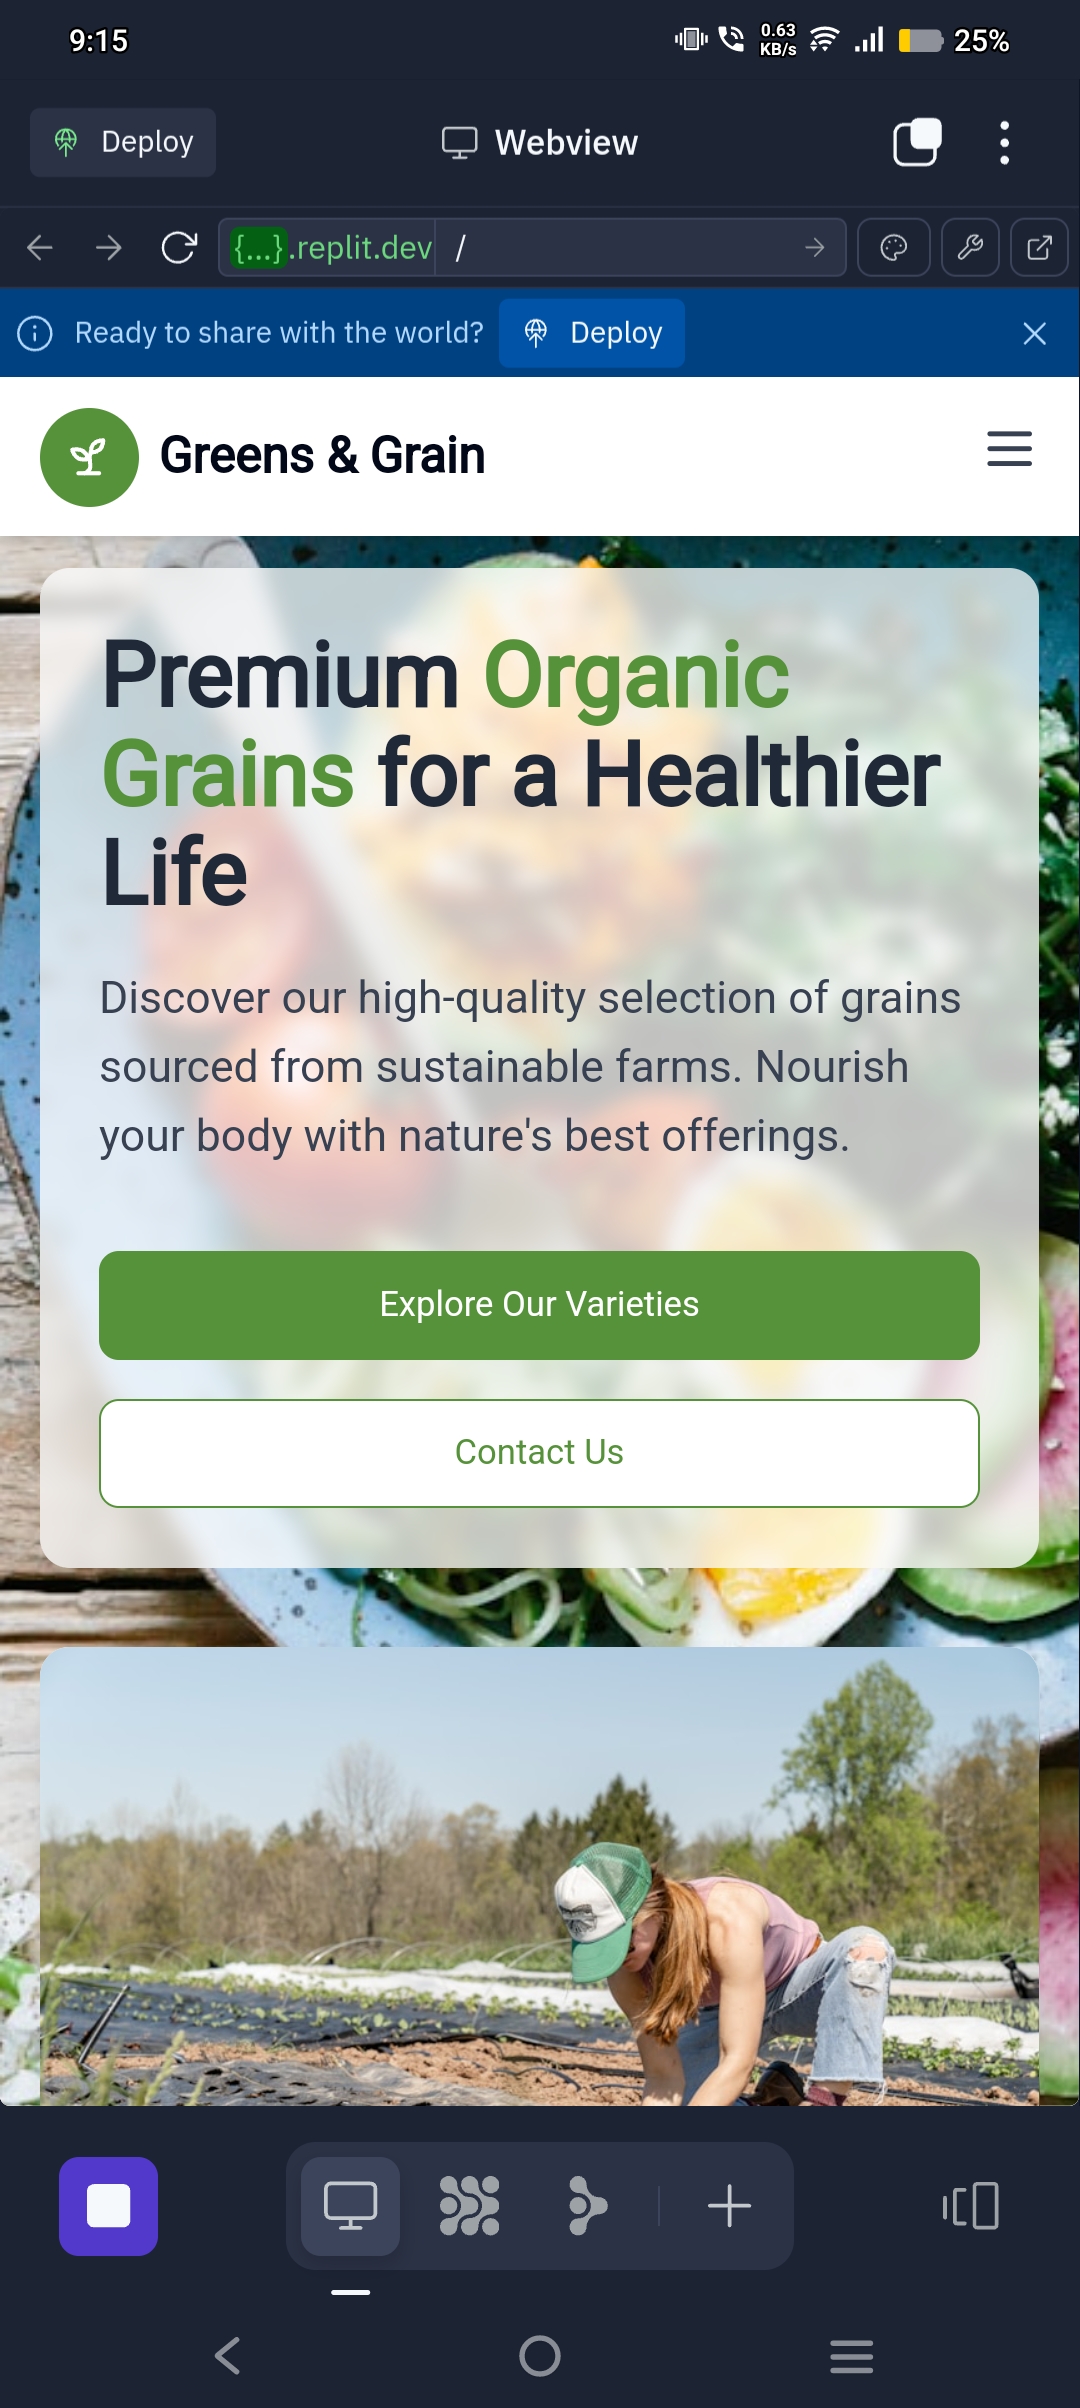 9:15
0.63
KB/s
25%
Deploy
Webview
{...}.replit.dev /
Ready to share with the world?
Deploy
Greens & Grain
Premium Organic
Grains for a Healthier
Life
Discover our high-quality selection of grains
sourced from sustainable farms. Nourish
your body with nature's best offerings.
Explore Our Varieties
Contact Us